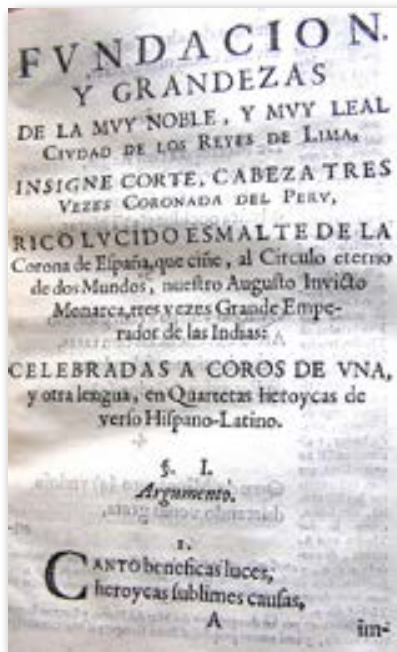 FVNDACION,
Y GRANDEZAS
DE LA MVY NOBLE, Y MVY LEAL
CIVDAD DE LOS REYES DE LIMA,
INSIGNE CORTE, CABEZA TRES
VEZES CORONADA DEL PERV,
RICO LVCIDO ESMALTE DE LA
Corona de España, que ciñe, al Circulo eterno
de dos Mundos, nueſtro Auguſto Invicto
Monarca, tres vezes Grande Empe-
rador de las Indias:
CELEBRADAS A COROS DE VNA,
y otra lengua, en Quartetas heroycas de
verſo Hiſpano-Latino.
§. I.
Argumento.
1.
CANTO beneficas luces,
heroycas ſublimes cauſas,
A
im-